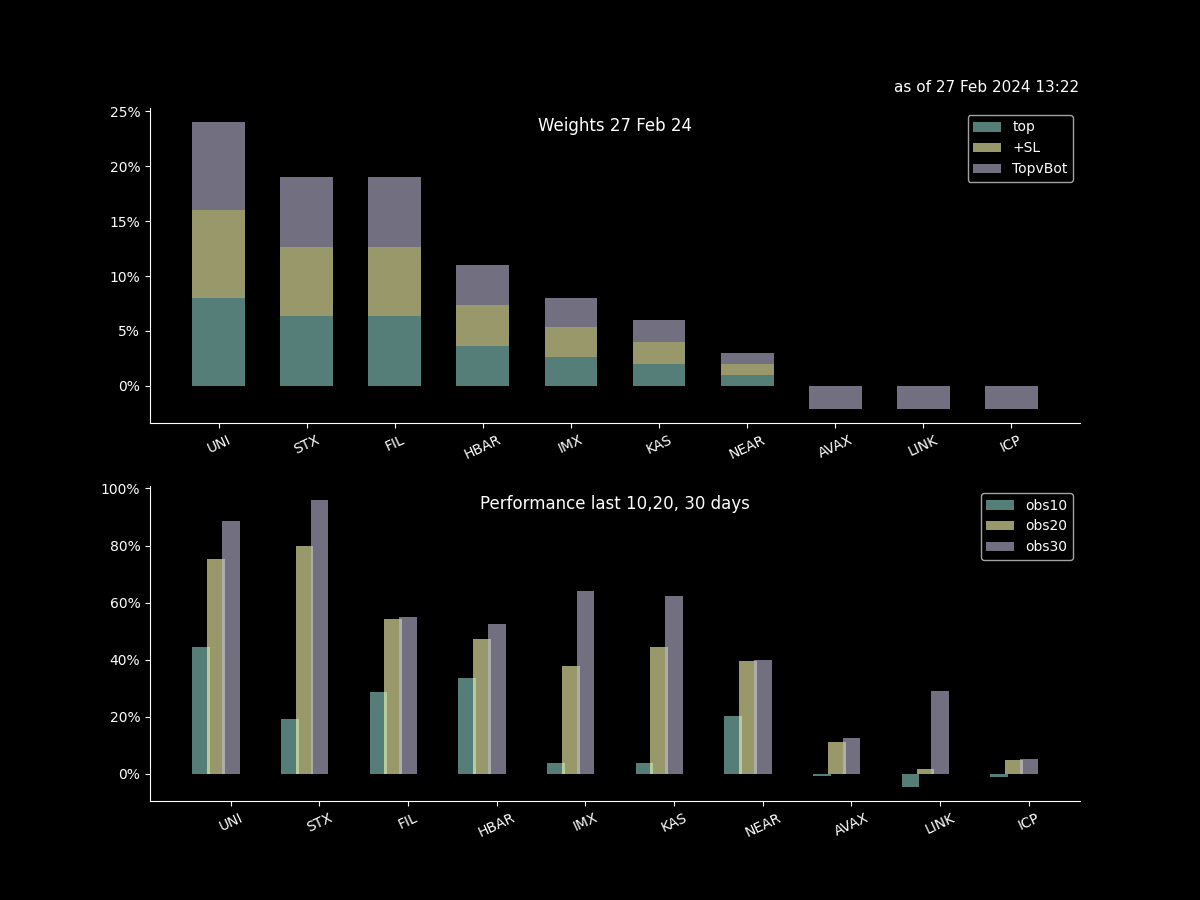 as of 27 Feb 2024 13:22
Weights 27 Feb 24
top
+SL
TopvBot
25%
20%
15%
10%
5%
0%
UNI STX FIL HBAR IMX KAS NEAR AVAX LINK ICP
Performance last 10,20, 30 days
obs10
obs20
obs30
100%
80%
60%
40%
20%
0%
UNI STX FIL HBAR IMX KAS NEAR AVAX LINK ICP